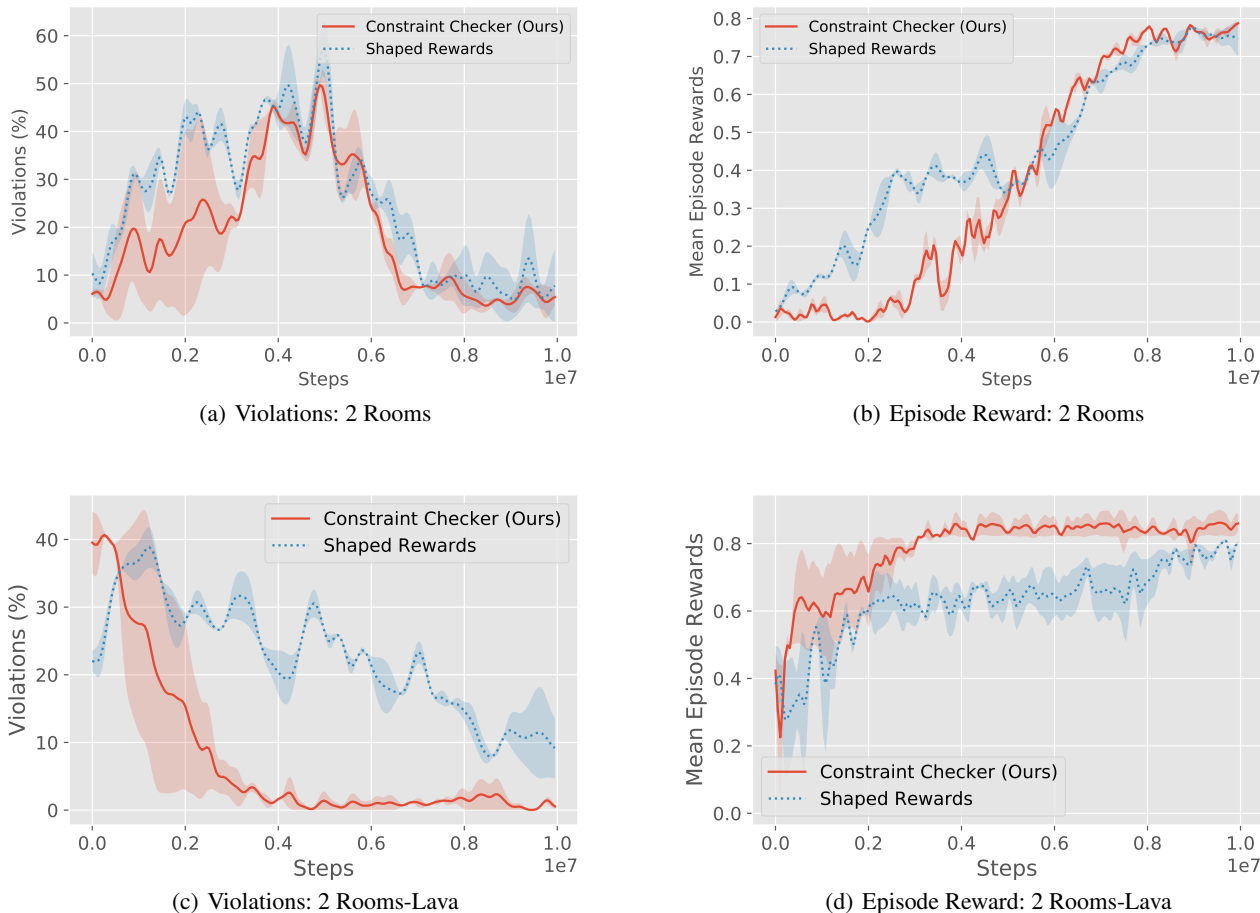 Constraint Checker (Ours)
Shaped Rewards
Violations (%)
60
50
40
30
20
10
0
0.0 0.2 0.4 0.6 0.8 1.0
1e7
Steps
(a) Violations: 2 Rooms
Constraint Checker (Ours)
Shaped Rewards
Mean Episode Rewards
0.8
0.7
0.6
0.5
0.4
0.3
0.2
0.1
0.0
0.0 0.2 0.4 0.6 0.8 1.0
1e7
Steps
(b) Episode Reward: 2 Rooms
Constraint Checker (Ours)
Shaped Rewards
Violations (%)
40
30
20
10
0
0.0 0.2 0.4 0.6 0.8 1.0
1e7
Steps
(c) Violations: 2 Rooms-Lava
Mean Episode Rewards
0.8
0.6
0.4
0.2
0.0
Constraint Checker (Ours)
Shaped Rewards
0.0 0.2 0.4 0.6 0.8 1.0
1e7
Steps
(d) Episode Reward: 2 Rooms-Lava